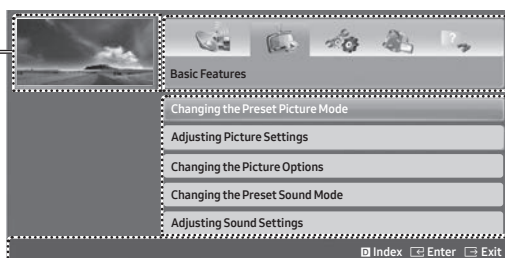 Basic Features
Changing the Preset Picture Mode
Adjusting Picture Settings
Changing the Picture Options
Changing the Preset Sound Mode
Adjusting Sound Settings
D Index Enter Exit